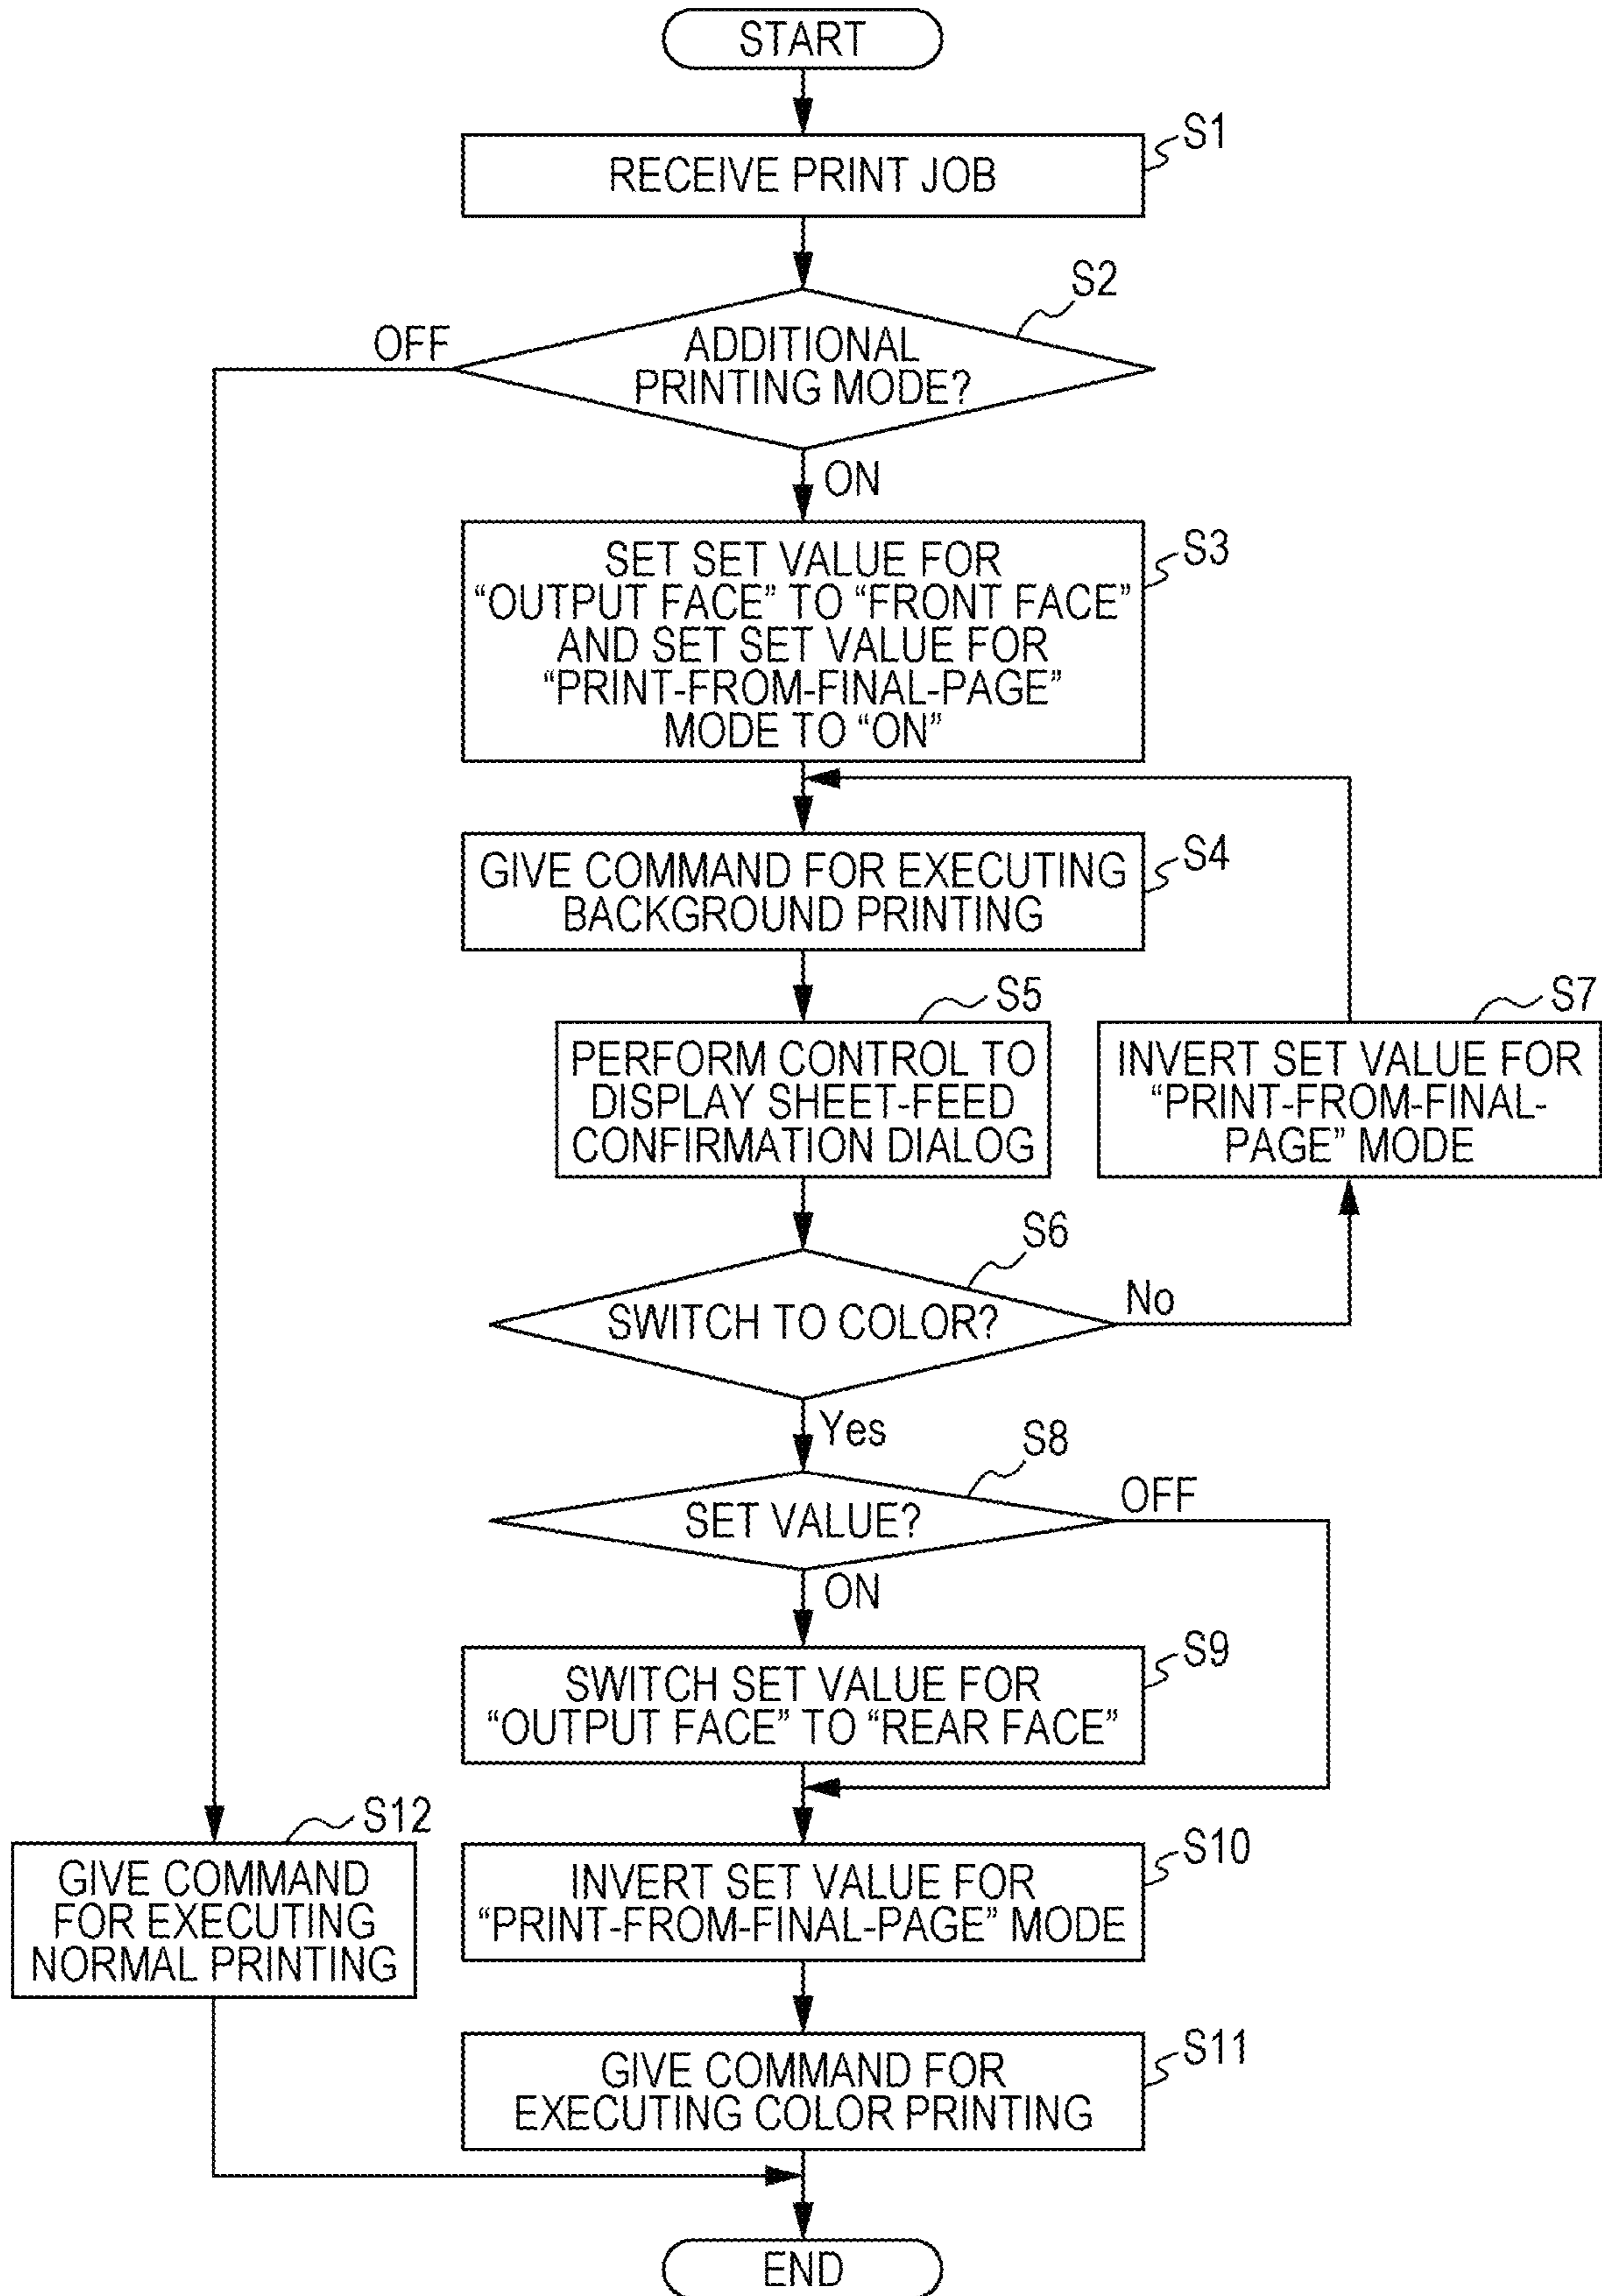 START
S1
RECEIVE PRINT JOB
S2
OFF
ADDITIONAL
PRINTING MODE?
ON
S3
SET SET VALUE FOR
“OUTPUT FACE” TO “FRONT FACE”
AND SET SET VALUE FOR
“PRINT-FROM-FINAL-PAGE”
MODE TO “ON”
S4
GIVE COMMAND FOR EXECUTING
BACKGROUND PRINTING
S5
PERFORM CONTROL TO
DISPLAY SHEET-FEED
CONFIRMATION DIALOG
S7
INVERT SET VALUE FOR
“PRINT-FROM-FINAL-
PAGE” MODE
S6
SWITCH TO COLOR?
No
Yes
S8
SET VALUE?
OFF
ON
S9
SWITCH SET VALUE FOR
“OUTPUT FACE” TO “REAR FACE”
S12
GIVE COMMAND
FOR EXECUTING
NORMAL PRINTING
S10
INVERT SET VALUE FOR
“PRINT-FROM-FINAL-PAGE” MODE
S11
GIVE COMMAND FOR
EXECUTING COLOR PRINTING
END